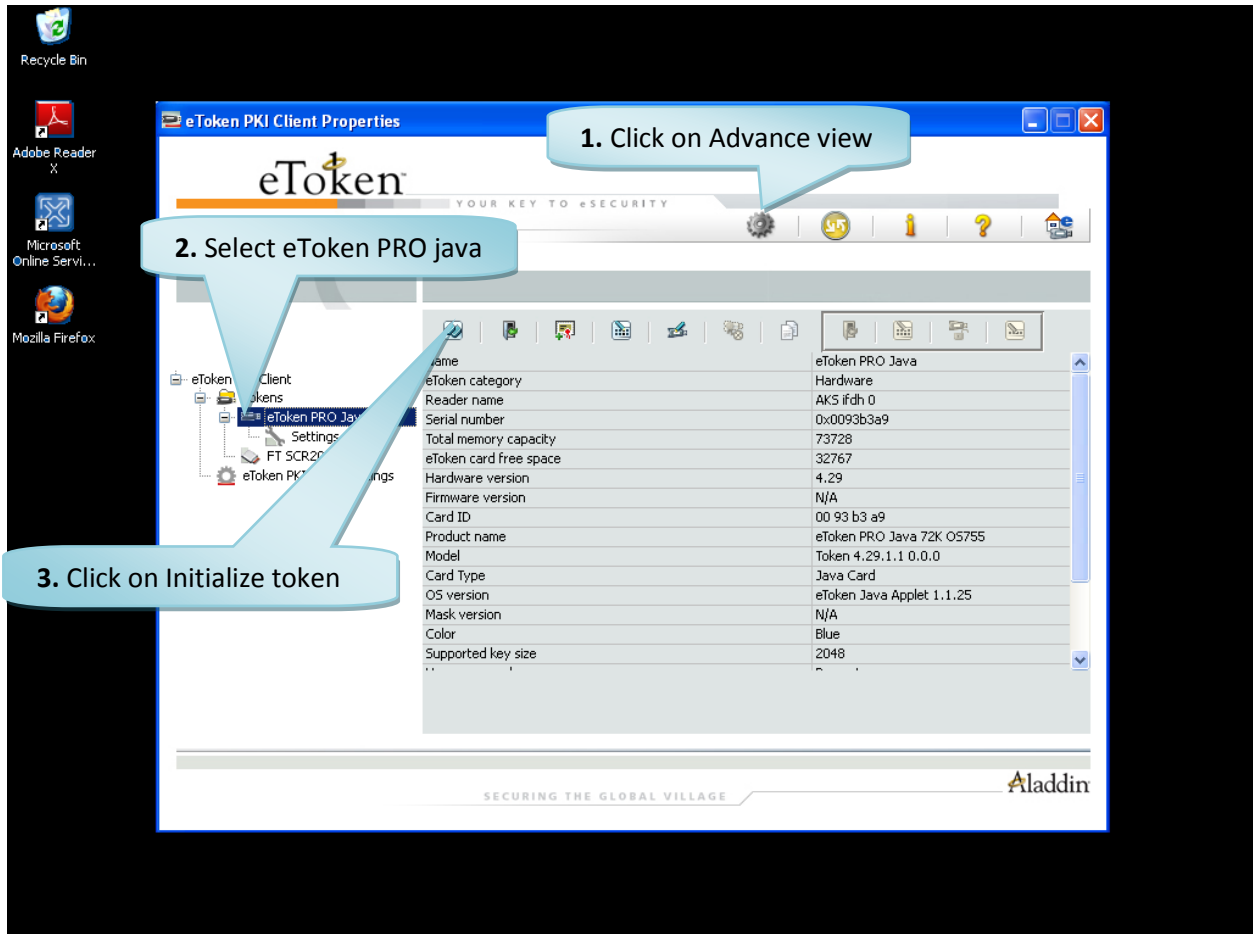 Recycle Bin
Adobe Reader
X
Microsoft
Online Servi...
Mozilla Firefox
eToken PKI Client Properties
1. Click on Advance view
eToken
YOUR KEY TO eSECURITY
2. Select eToken PRO java
eToken
Client
eToken PRO Jav
Settings
FT SCR20
eToken PK
ngs
3. Click on Initialize token
ame eToken PRO Java
eToken category Hardware
Reader name AKS ifdh 0
Serial number 0x0093b3a9
Total memory capacity 73728
eToken card free space 32767
Hardware version 4.29
Firmware version N/A
Card ID 00 93 b3 a9
Product name eToken PRO Java 72K OS755
Model Token 4.29.1.1 0.0.0
Card Type Java Card
OS version eToken Java Applet 1.1.25
Mask version N/A
Color Blue
Supported key size 2048
SECURING THE GLOBAL VILLAGE
Aladdin